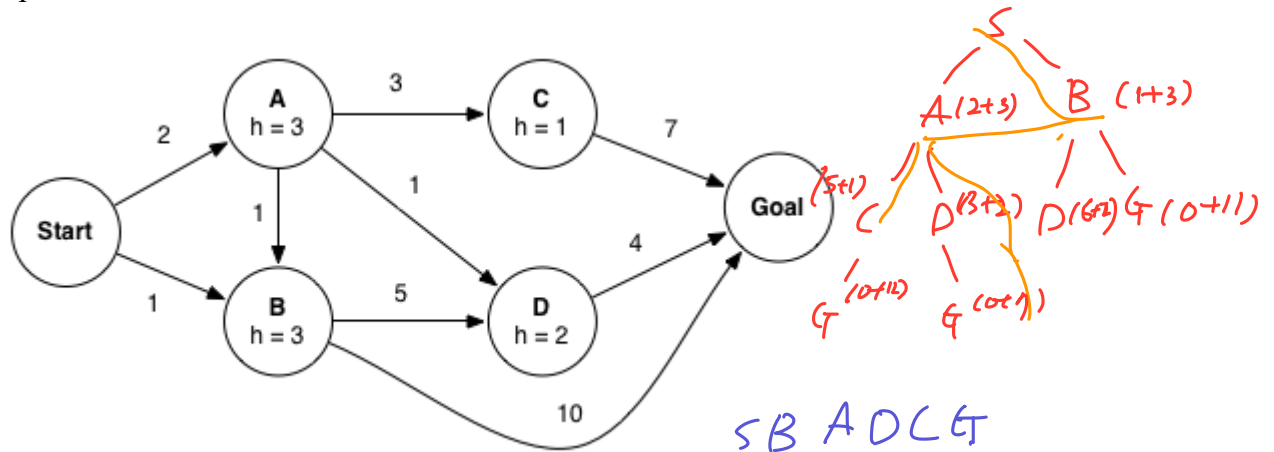 S
A
h = 3
3
C
h = 1
A (2+3)
B (1+3)
2
7
1
1
Start
Goal
(5+1)
C
D (3+2)
D (6+2)
G (0+11)
4
1
B
h = 3
5
D
h = 2
G (0+12)
G (0+7)
10
S B A D C G